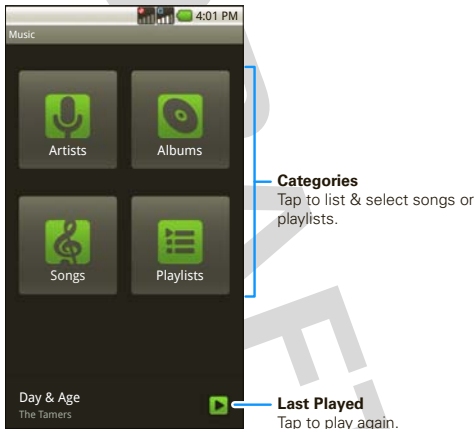 4:01 PM
Music
Artists
Albums
Categories
Tap to list & select songs or
playlists.
Songs
Playlists
Day & Age
The Tamers
Last Played
Tap to play again.